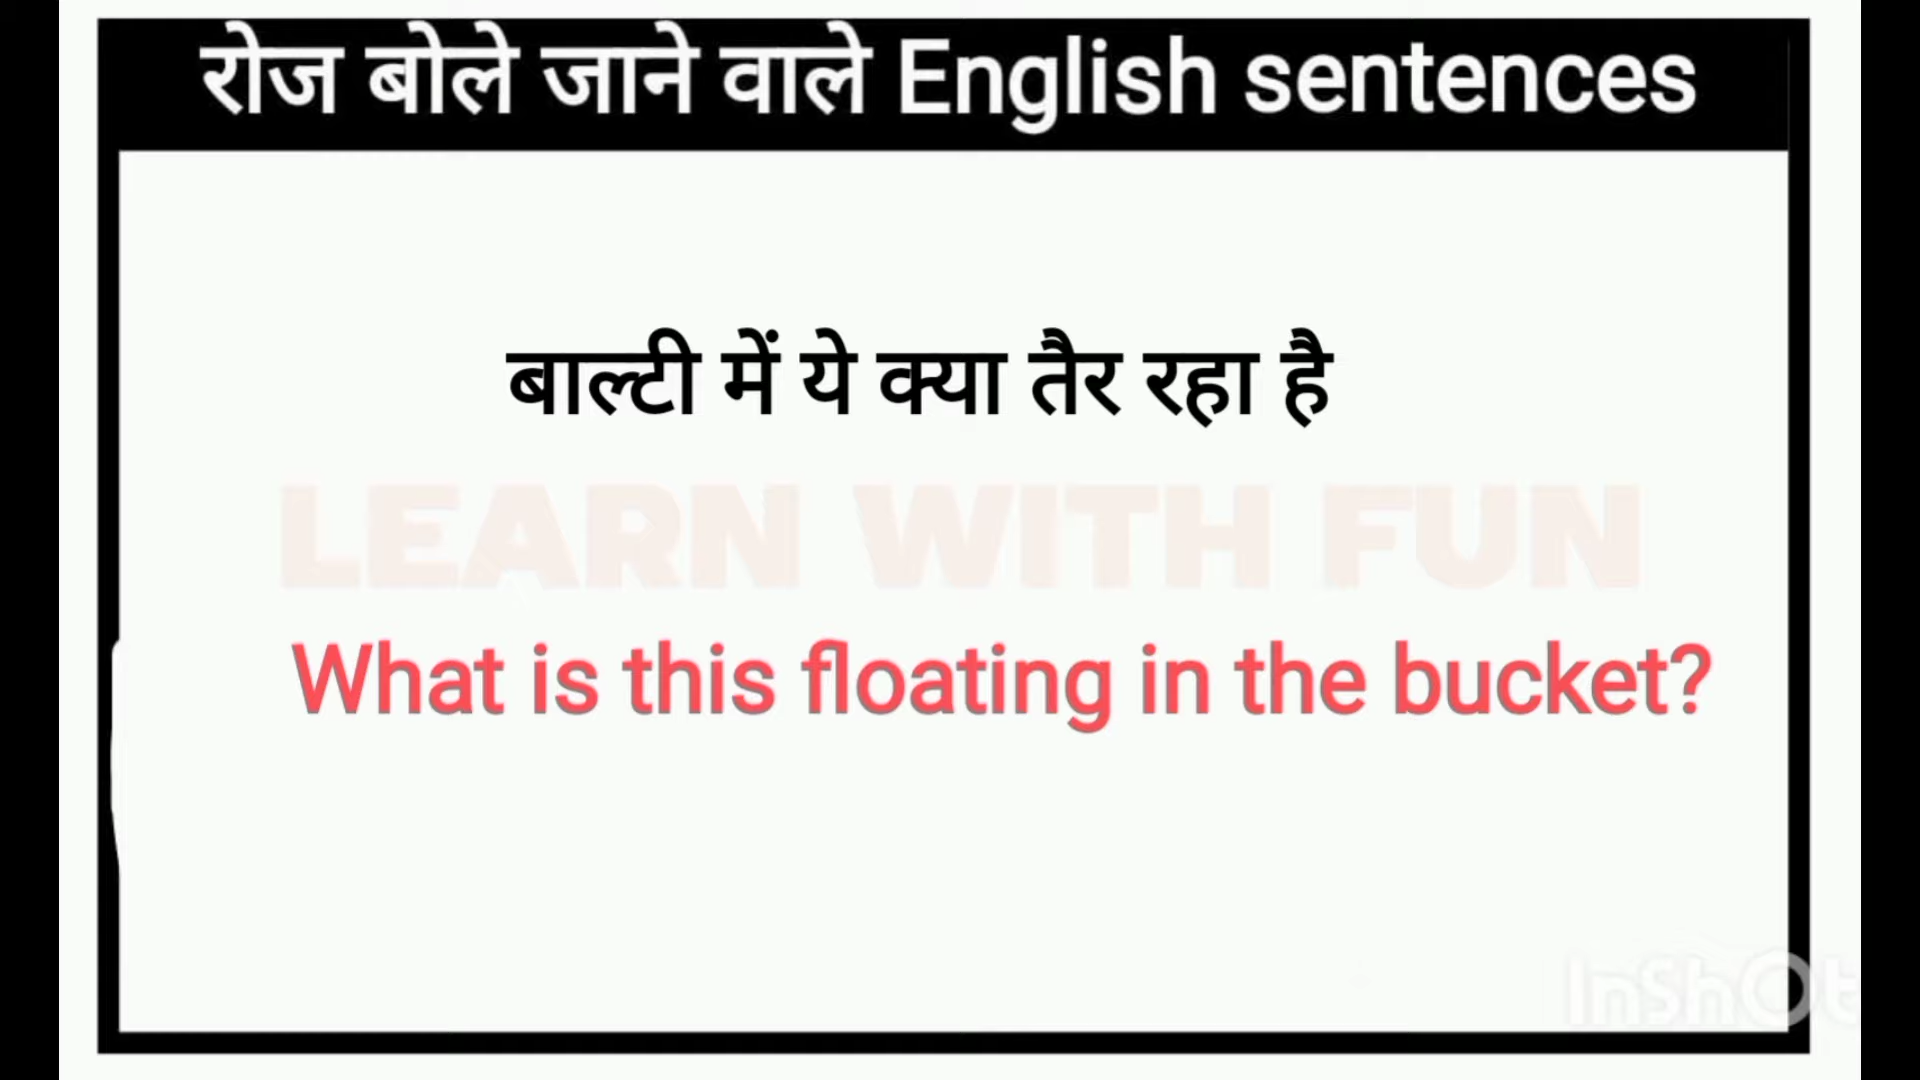 रोज बोले जाने वाले English sentences
बाल्टी में ये क्या तैर रहा है
LEARN WITH FUN
What is this floating in the bucket?
InShOt